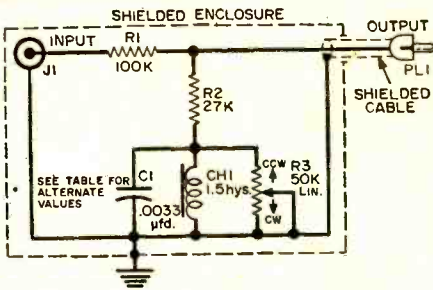 SHIELDED ENCLOSURE
OUTPUT
INPUT
J1
R1
100K
PL1
SHIELDED
CABLE
R2
27K
SEE TABLE FOR
ALTERNATE
VALUES
C1
.0033
µfd.
CH1
1.5hys.
CCW
CW
R3
50K
LIN.